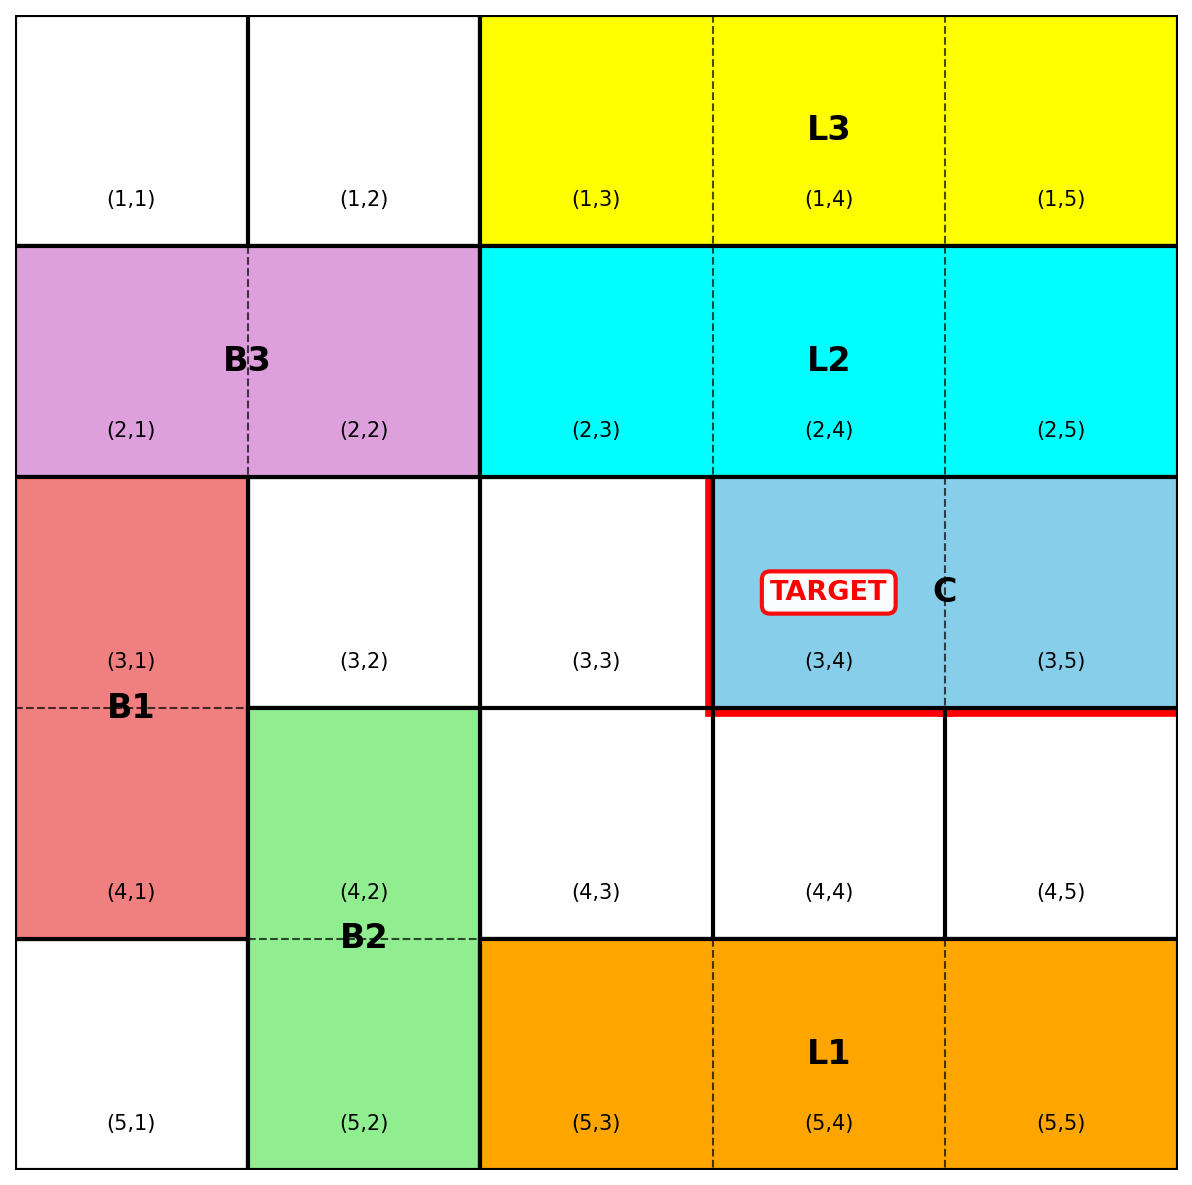 L3
(1,1) (1,2) (1,3) (1,4) (1,5)
B3 L2
(2,1) (2,2) (2,3) (2,4) (2,5)
TARGET C
(3,1) (3,2) (3,3) (3,4) (3,5)
B1
(4,1) (4,2) (4,3) (4,4) (4,5)
B2
L1
(5,1) (5,2) (5,3) (5,4) (5,5)